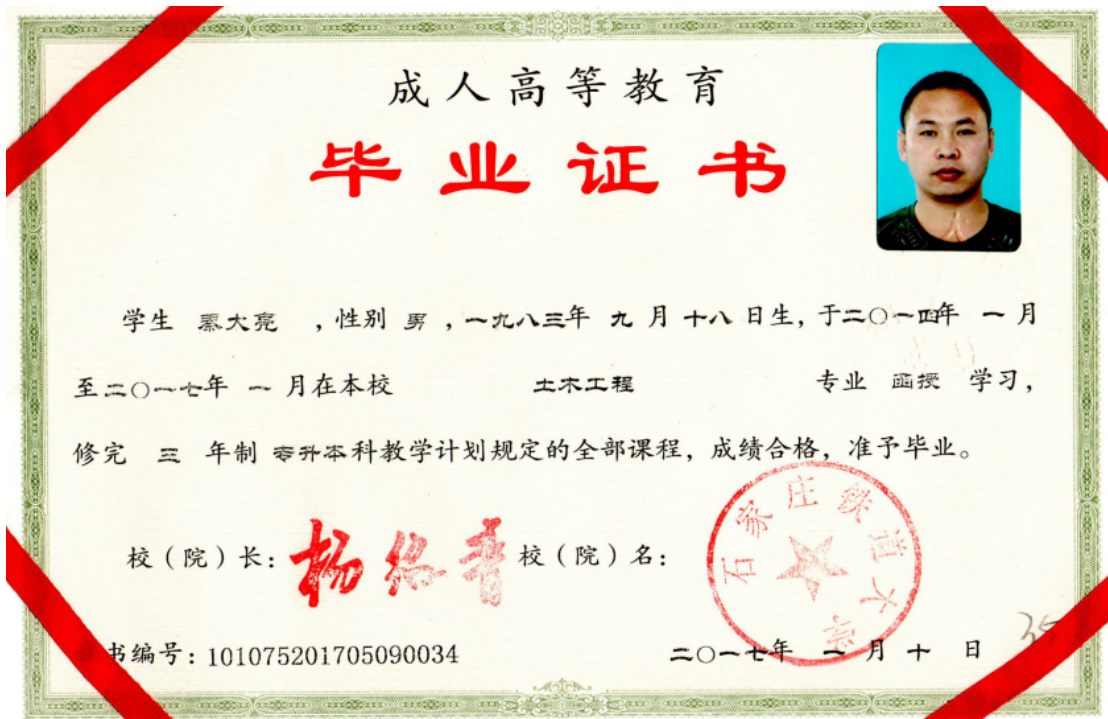 成人高等教育
毕业证书
学生 大亮 ，性别 男 ，一九八三年 九 月 十八 日生，于二〇一四年 一 月
至二〇一七年 一 月在本校 土木工程 专业 函授 学习，
修完 三 年制 专升本科教学计划规定的全部课程，成绩合格，准予毕业。
校（院）长： 校（院）名：
石家庄铁道大学
书编号：101075201705090034
二〇一七年 一 月 十 日